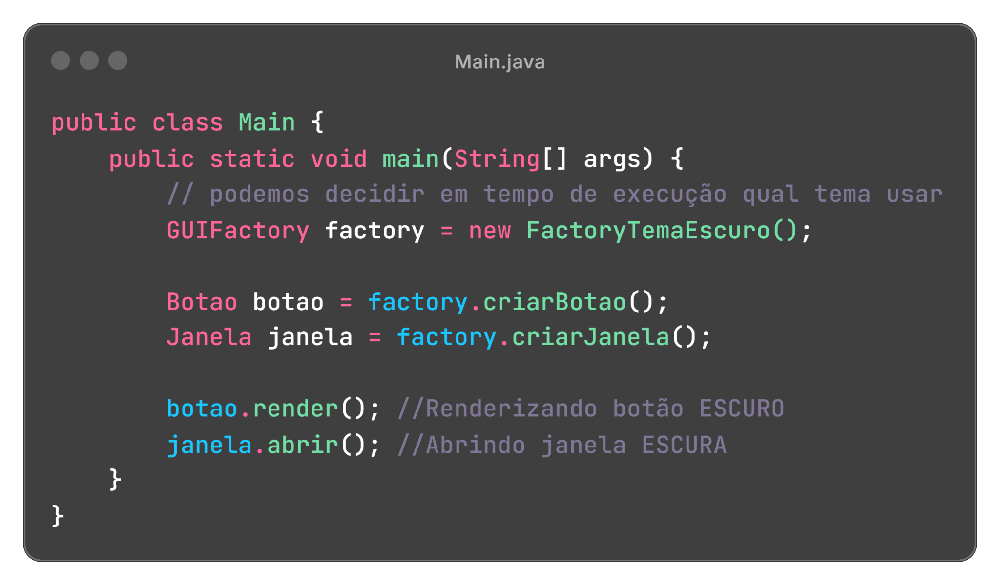 Main.java
public class Main {
    public static void main(String[] args) {
        // podemos decidir em tempo de execução qual tema usar
        GUIFactory factory = new FactoryTemaEscuro();

        Botao botao = factory.criarBotao();
        Janela janela = factory.criarJanela();

        botao.render(); //Renderizando botão ESCURO
        janela.abrir(); //Abrindo janela ESCURA
    }
}